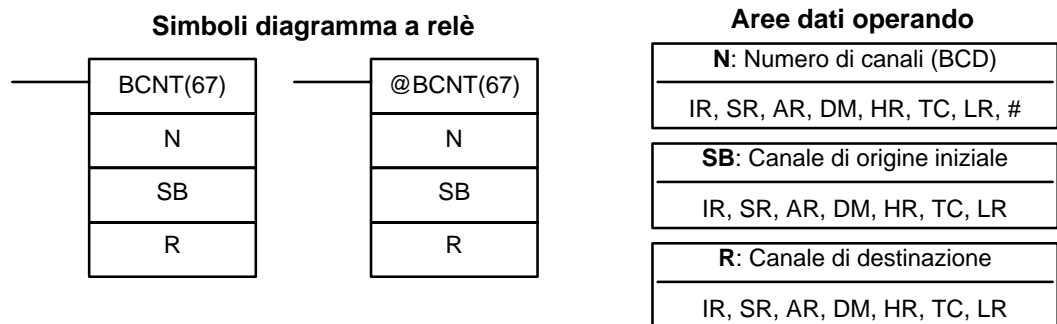 Simboli diagramma a relè
BCNT(67)
N
SB
R
@BCNT(67)
N
SB
R
Aree dati operando
N: Numero di canali (BCD)
IR, SR, AR, DM, HR, TC, LR, #
SB: Canale di origine iniziale
IR, SR, AR, DM, HR, TC, LR
R: Canale di destinazione
IR, SR, AR, DM, HR, TC, LR